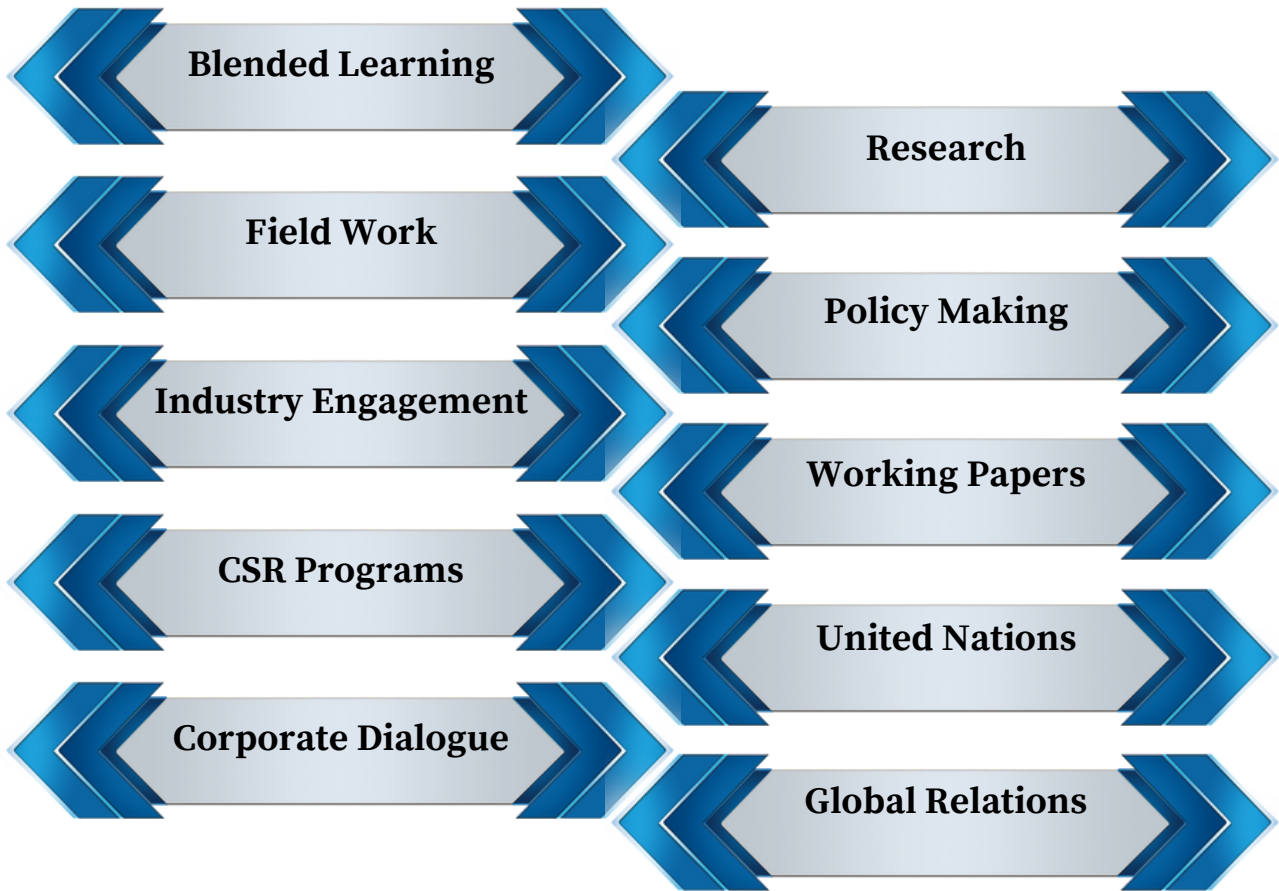 Blended Learning
Research
Field Work
Policy Making
Industry Engagement
Working Papers
CSR Programs
United Nations
Corporate Dialogue
Global Relations